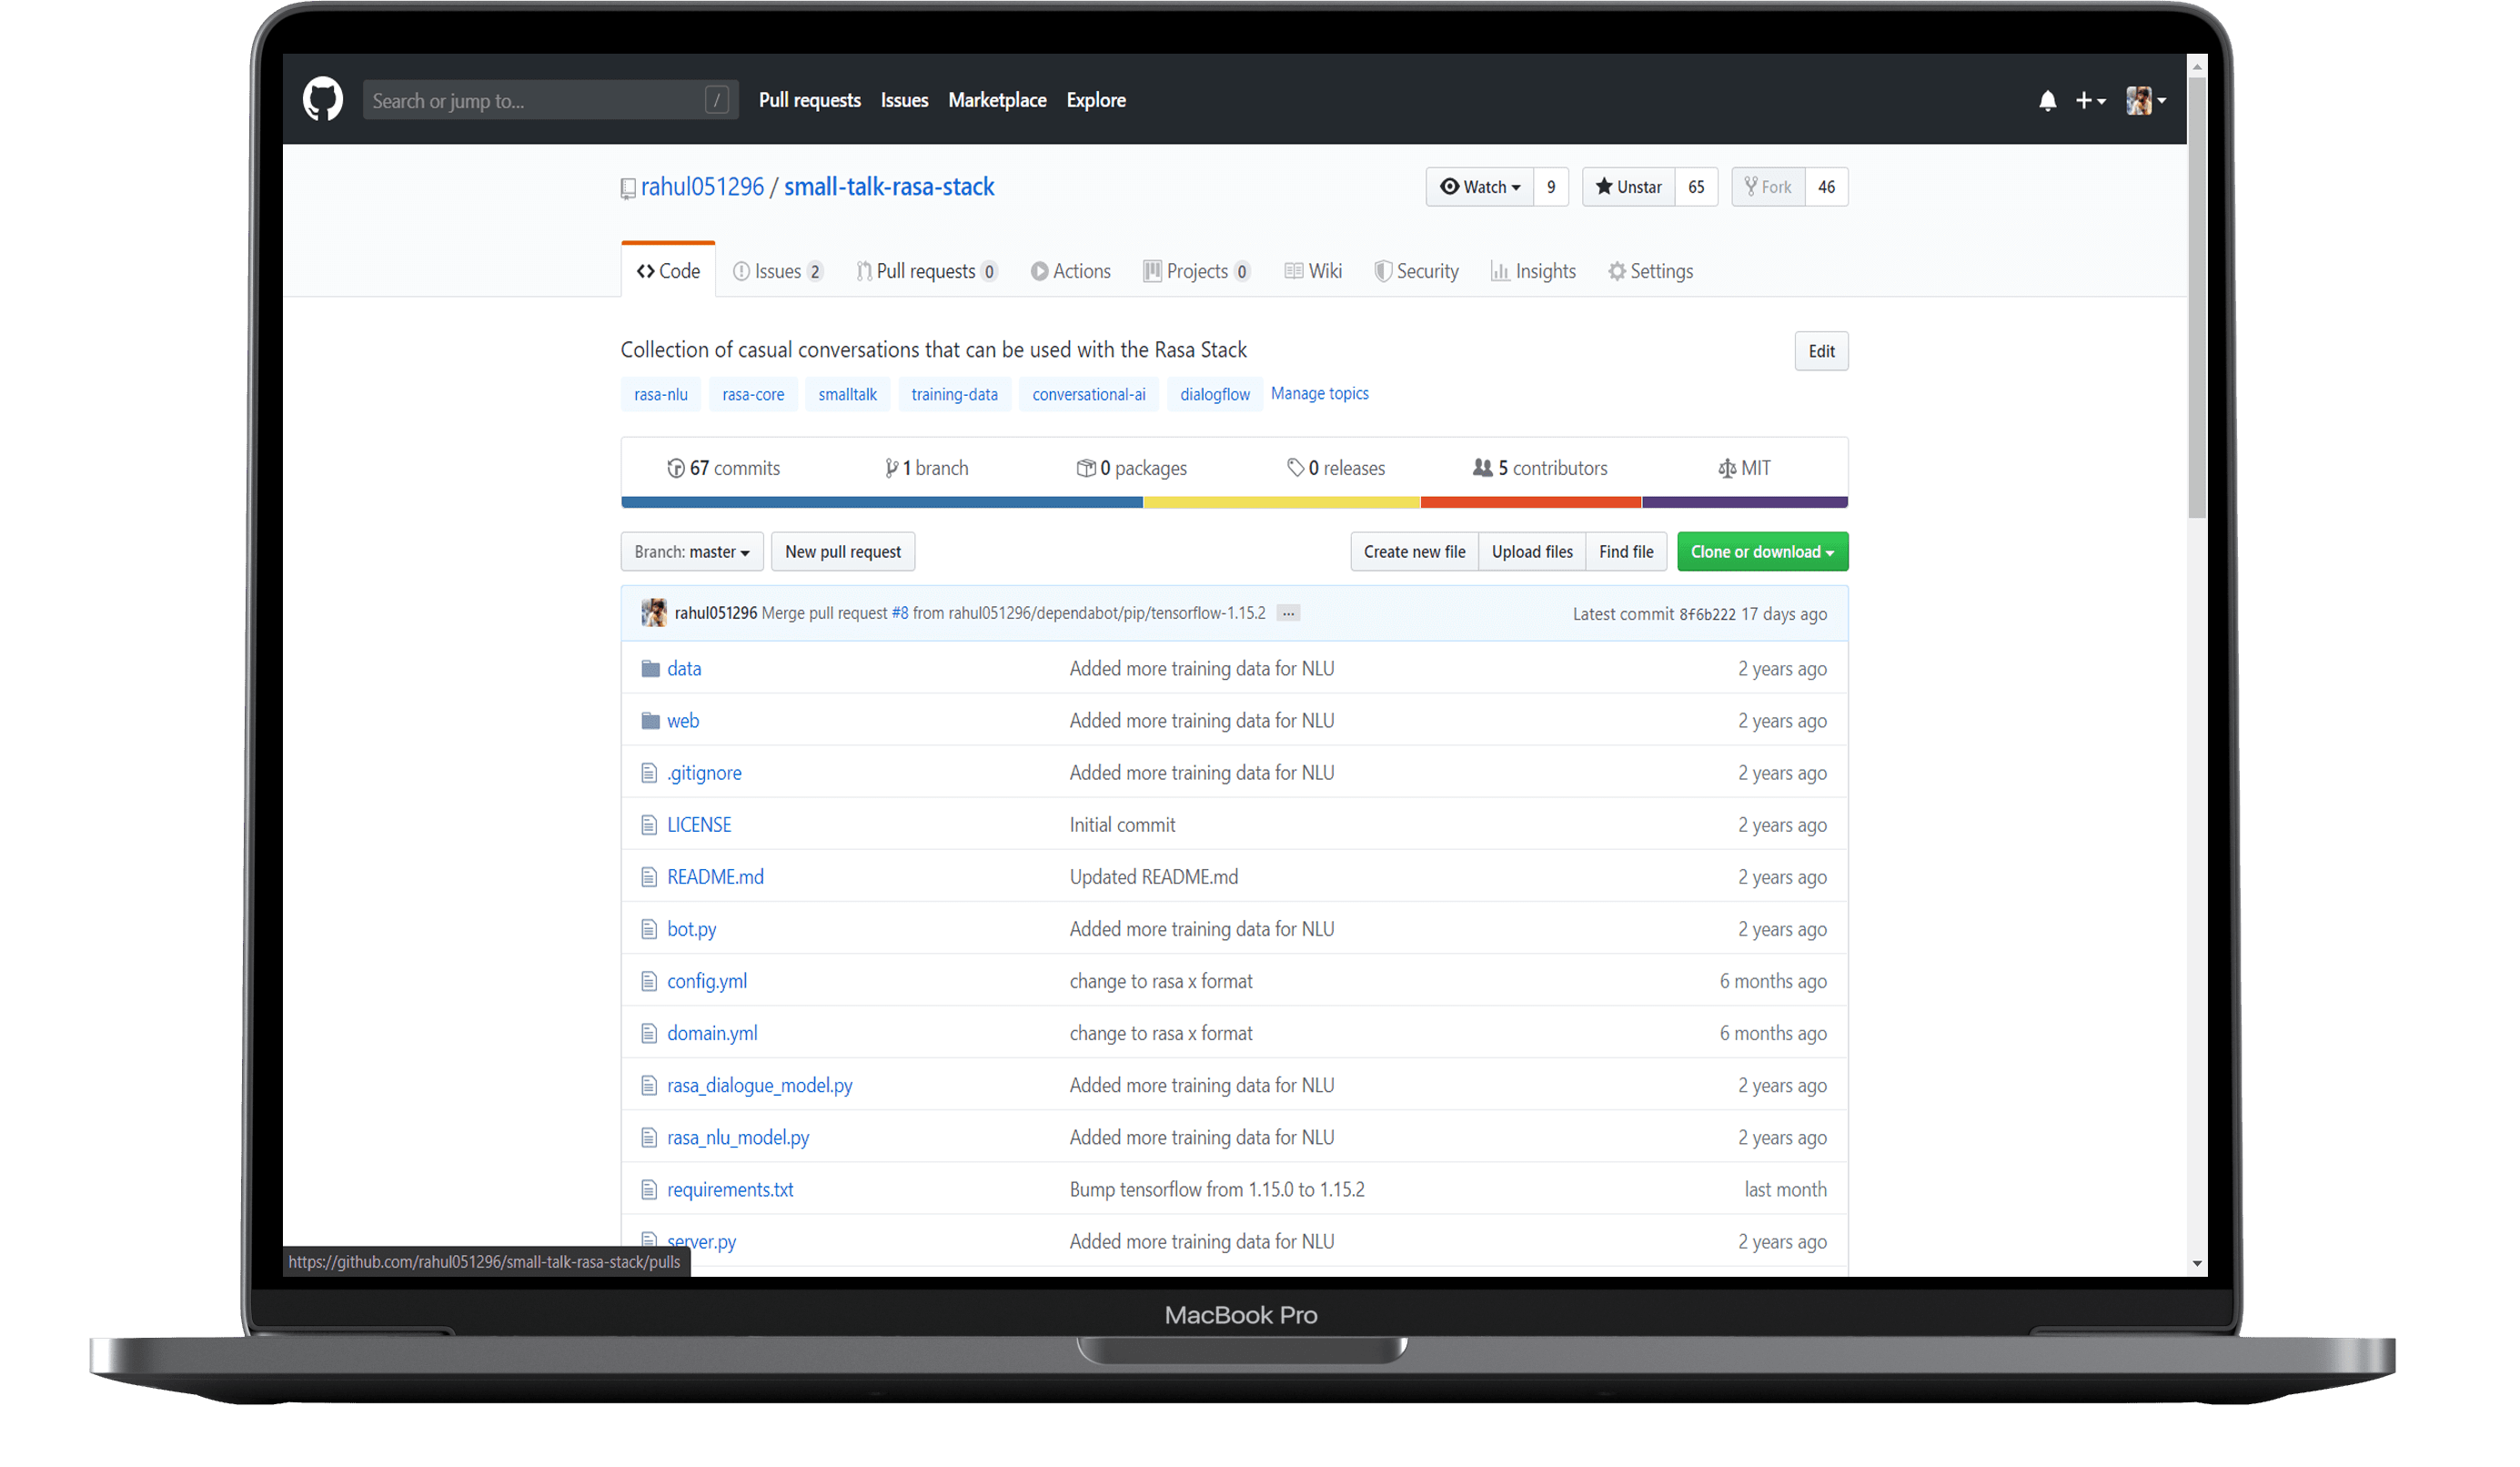 Search or jump to... / Pull requests Issues Marketplace Explore
rahul051296 / small-talk-rasa-stack Watch 9 Unstar 65 Fork 46
Code Issues 2 Pull requests 0 Actions Projects 0 Wiki Security Insights Settings
Collection of casual conversations that can be used with the Rasa Stack Edit
rasa-nlu rasa-core smalltalk training-data conversational-ai dialogflow Manage topics
67 commits 1 branch 0 packages 0 releases 5 contributors MIT
Branch: master New pull request Create new file Upload files Find file Clone or download
rahul051296 Merge pull request #8 from rahul051296/dependabot/pip/tensorflow-1.15.2 ... Latest commit 8f6b222 17 days ago
data Added more training data for NLU 2 years ago
web Added more training data for NLU 2 years ago
.gitignore Added more training data for NLU 2 years ago
LICENSE Initial commit 2 years ago
README.md Updated README.md 2 years ago
bot.py Added more training data for NLU 2 years ago
config.yml change to rasa x format 6 months ago
domain.yml change to rasa x format 6 months ago
rasa_dialogue_model.py Added more training data for NLU 2 years ago
rasa_nlu_model.py Added more training data for NLU 2 years ago
requirements.txt Bump tensorflow from 1.15.0 to 1.15.2 last month
server.py Added more training data for NLU 2 years ago
https://github.com/rahul051296/small-talk-rasa-stack/pulls
MacBook Pro